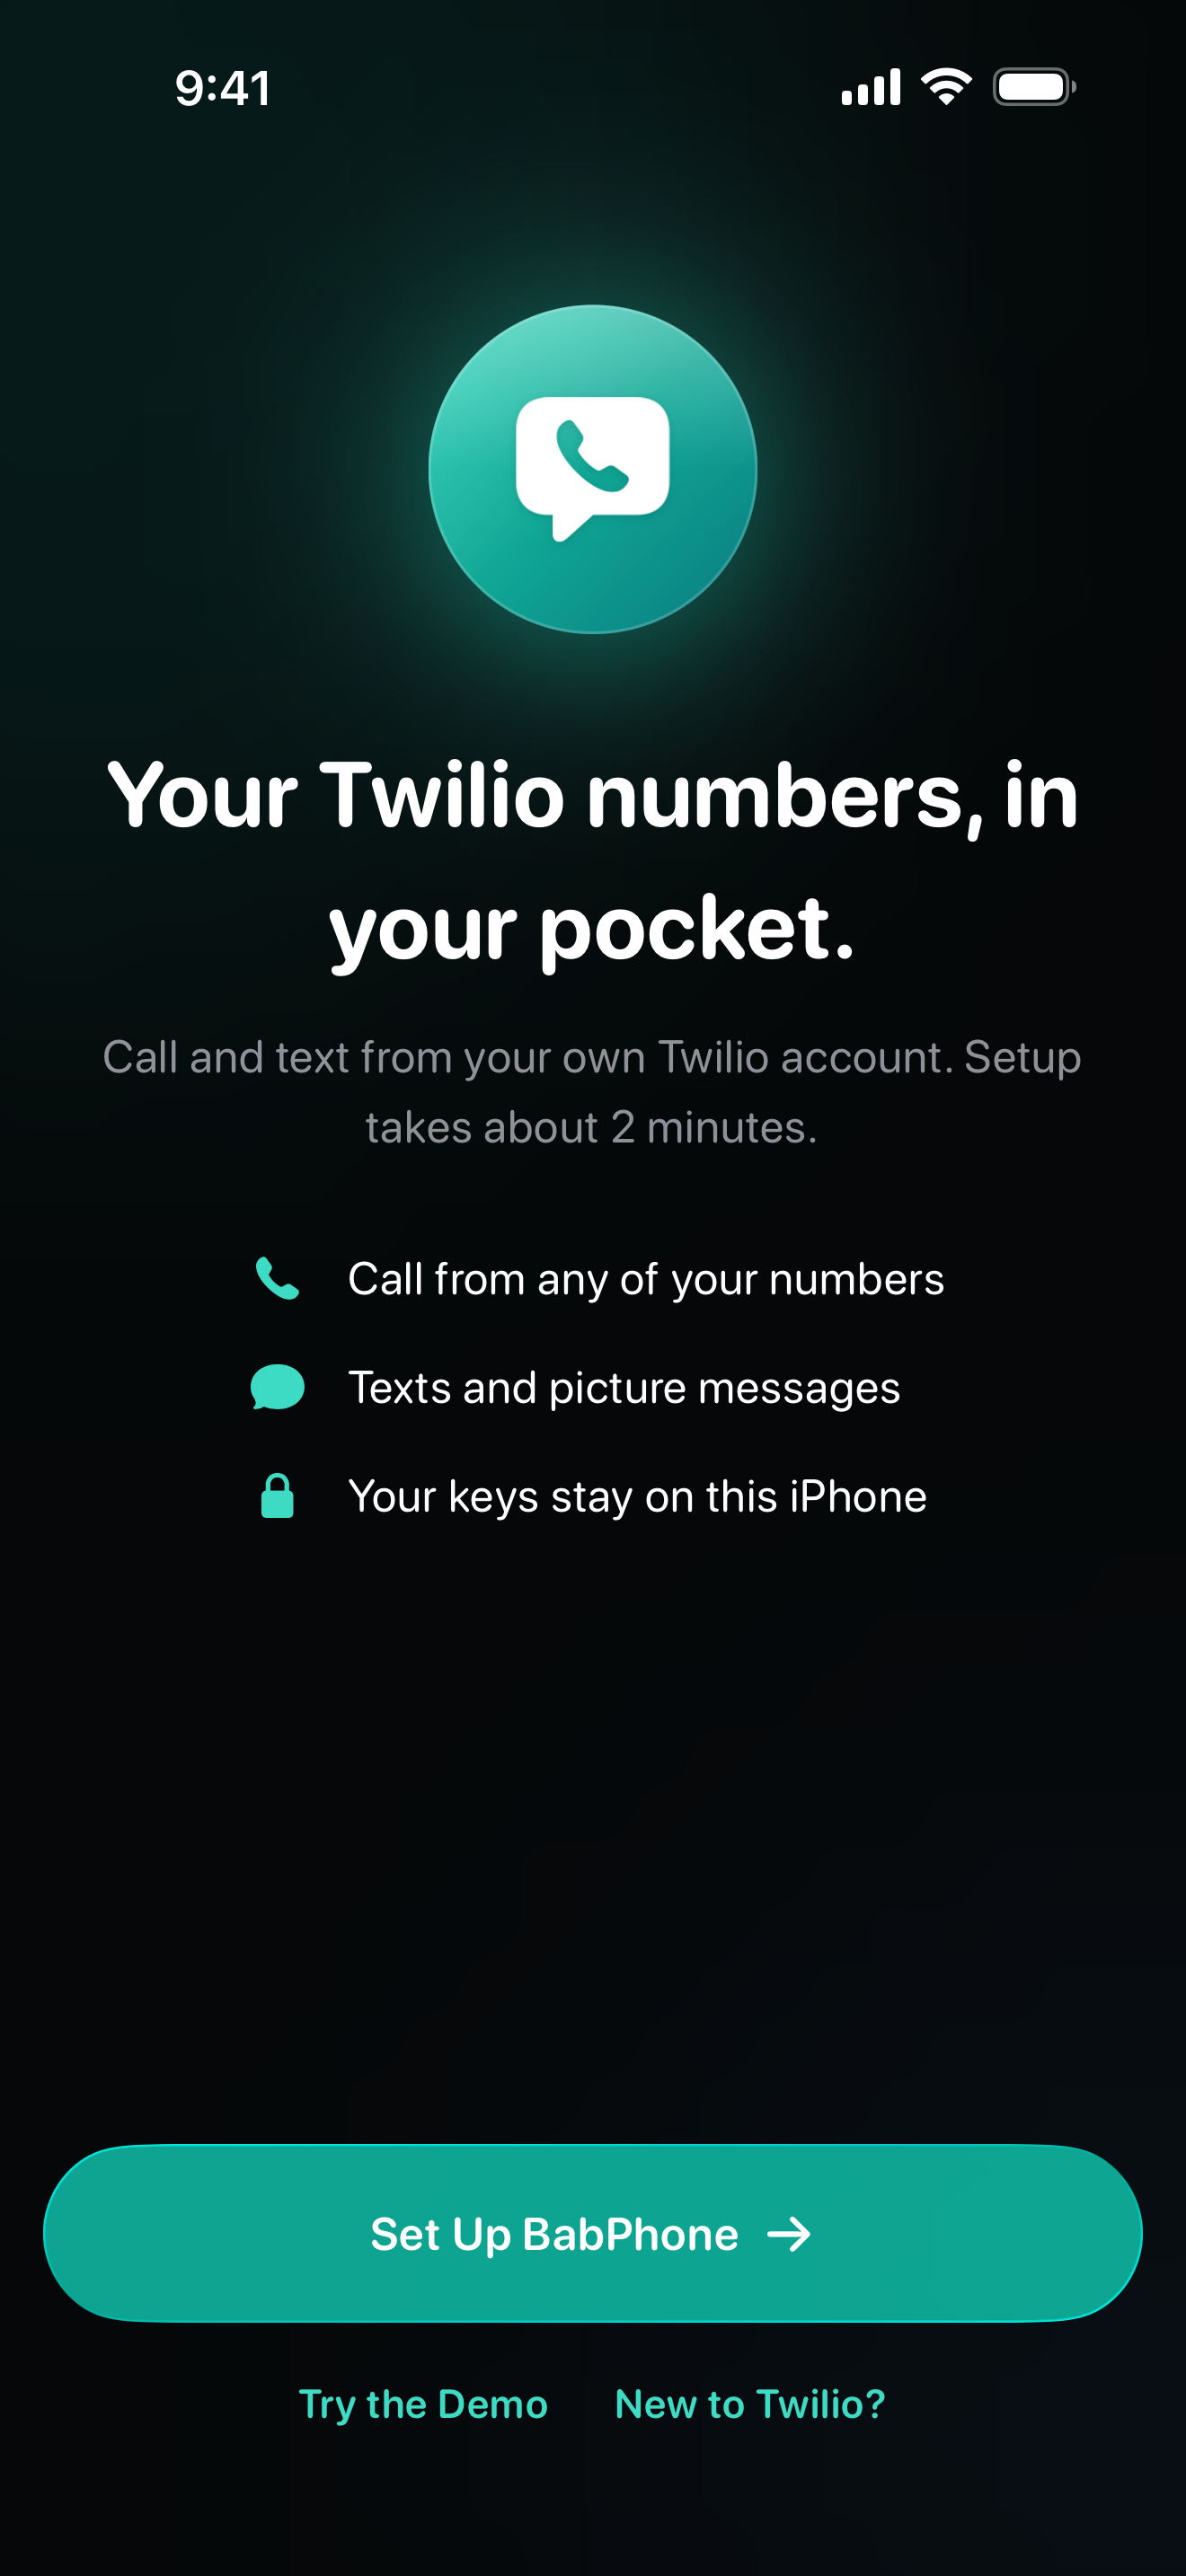 9:41
Your Twilio numbers, in
your pocket.
Call and text from your own Twilio account. Setup
takes about 2 minutes.
Call from any of your numbers
Texts and picture messages
Your keys stay on this iPhone
Set Up BabPhone →
Try the Demo New to Twilio?